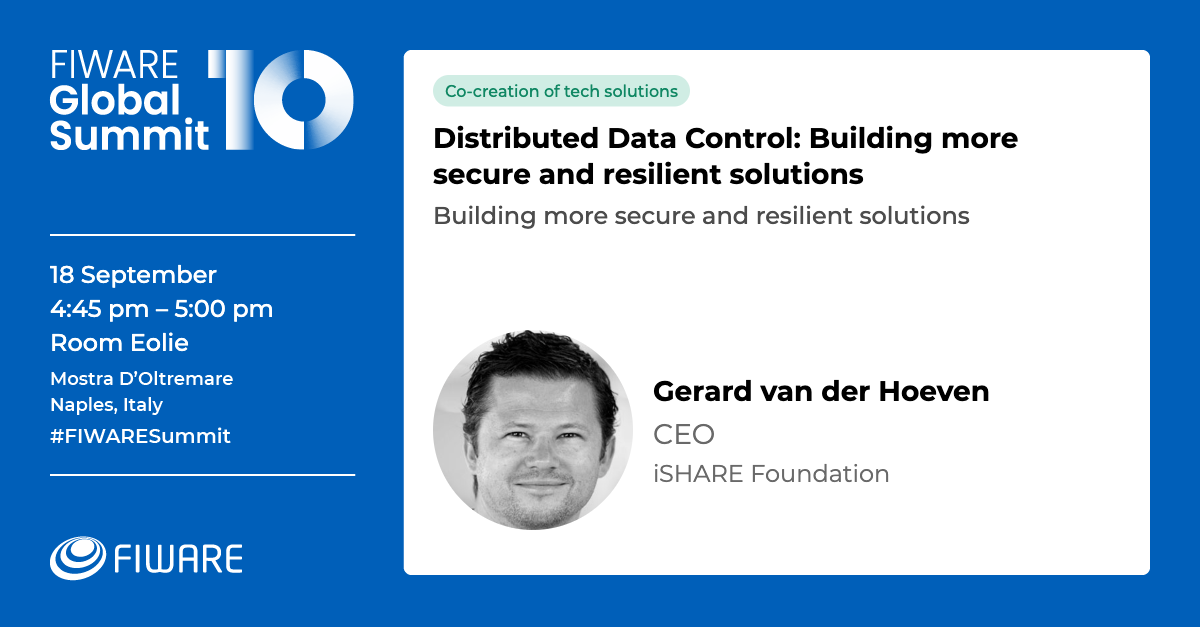 FIWARE
Global
Summit
10
18 September
4:45 pm – 5:00 pm
Room Eolie
Mostra D’Oltremare
Naples, Italy
#FIWARESummit
FIWARE
Co-creation of tech solutions
Distributed Data Control: Building more
secure and resilient solutions
Building more secure and resilient solutions
Gerard van der Hoeven
CEO
iSHARE Foundation